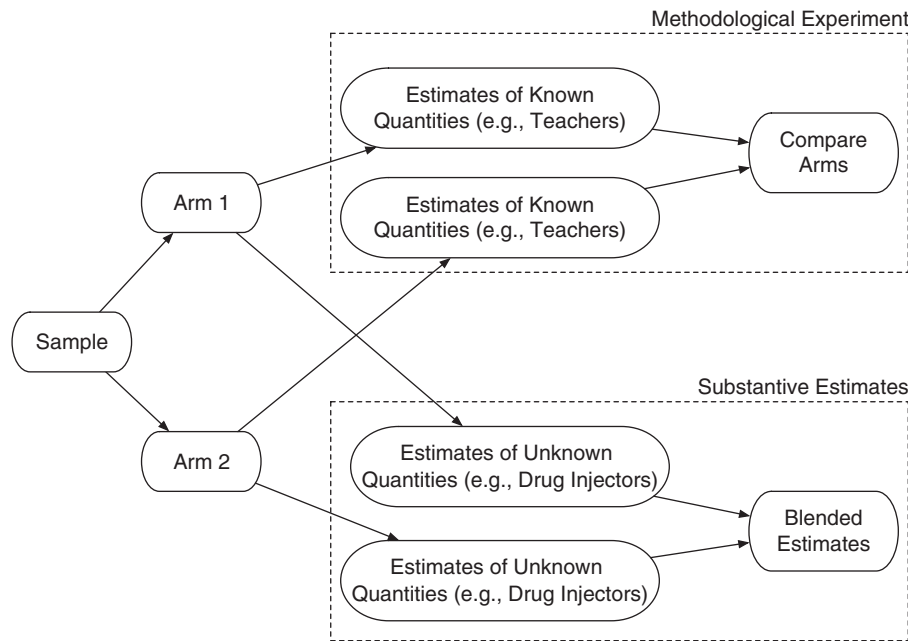 Methodological Experiment
Estimates of Known
Quantities (e.g., Teachers)
Compare
Arms
Arm 1
Estimates of Known
Quantities (e.g., Teachers)
Sample
Substantive Estimates
Arm 2
Estimates of Unknown
Quantities (e.g., Drug Injectors)
Blended
Estimates
Estimates of Unknown
Quantities (e.g., Drug Injectors)